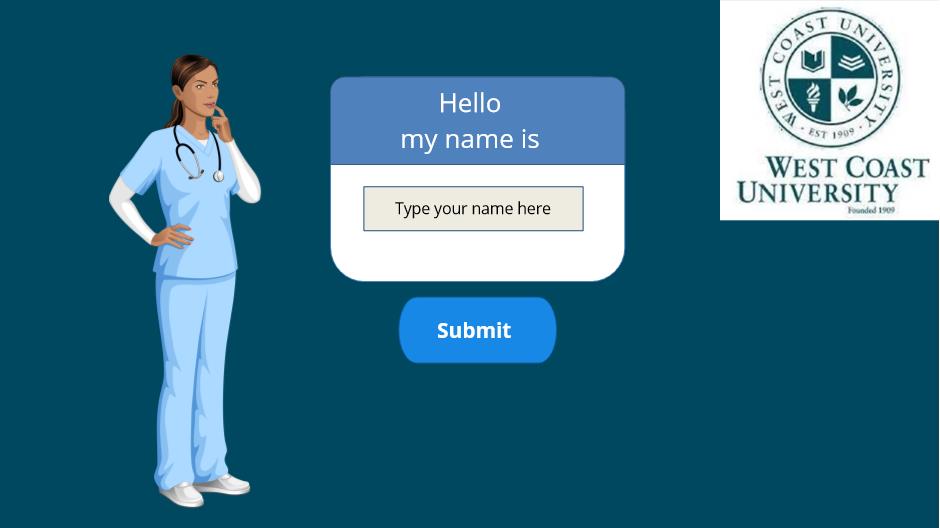 Hello
my name is
Type your name here
Submit
WEST COAST UNIVERSITY
· EST 1909 ·
WEST COAST
UNIVERSITY
Founded 1909